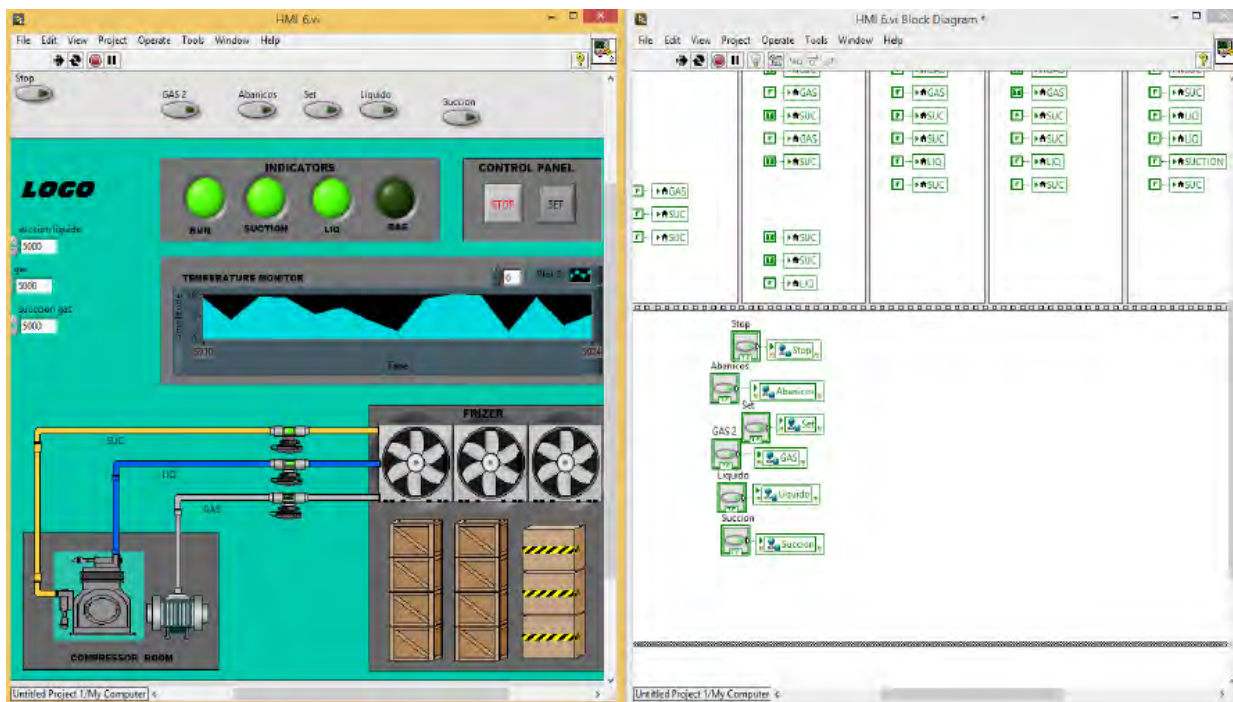 HMI 6.vi
File Edit View Project Operate Tools Window Help
Stop
GAS 2
Abanicos
Set
Liquido
Succion
LOGO
INDICATORS
RUN
SUCTION
LIQ
GAS
CONTROL PANEL
STOP
SET
succion liquido
5000
gas
5000
succion gas
5000
TEMPERATURE MONITOR
0
Plot 0
Amplitude
Time
FRIZER
SUC
LIQ
GAS
COMPRESSOR ROOM
Untitled Project 1/My Computer
HMI 6.vi Block Diagram *
File Edit View Project Operate Tools Window Help
GAS
GAS
GAS
SUC
SUC
SUC
SUC
LIQ
GAS
SUC
SUC
LIQ
SUC
LIQ
LIQ
SUCTION
GAS
SUC
SUC
SUC
SUC
SUC
SUC
SUC
LIQ
Stop
Stop
Abanicos
Abanicos
Set
Set
GAS 2
GAS
Liquido
Liquido
Succion
Succion
Untitled Project 1/My Computer